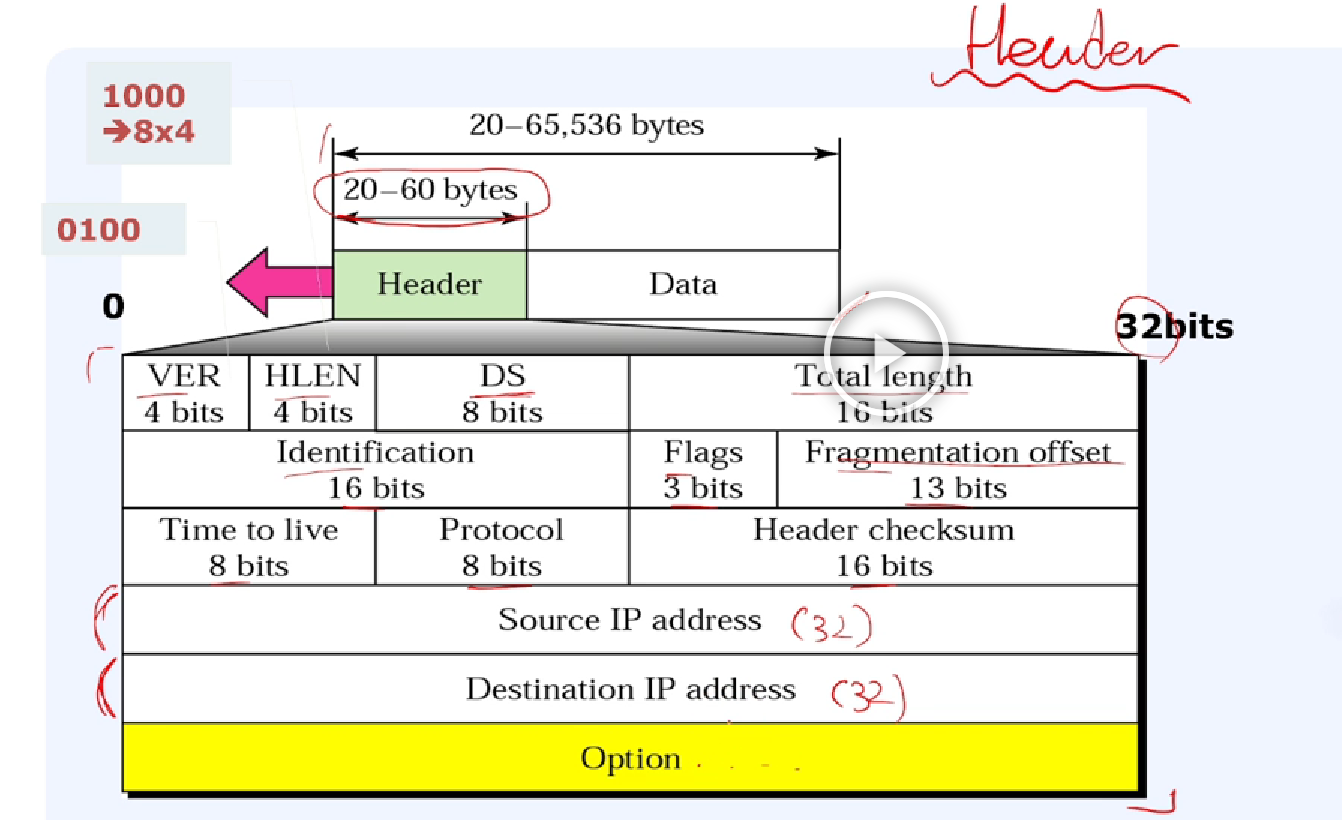 Header
1000
➔8x4
20–65,536 bytes
20–60 bytes
0100
Header Data
0 32bits
VER HLEN DS Total length
4 bits 4 bits 8 bits 16 bits
Identification Flags Fragmentation offset
16 bits 3 bits 13 bits
Time to live Protocol Header checksum
8 bits 8 bits 16 bits
Source IP address (32)
Destination IP address (32)
Option . . - .